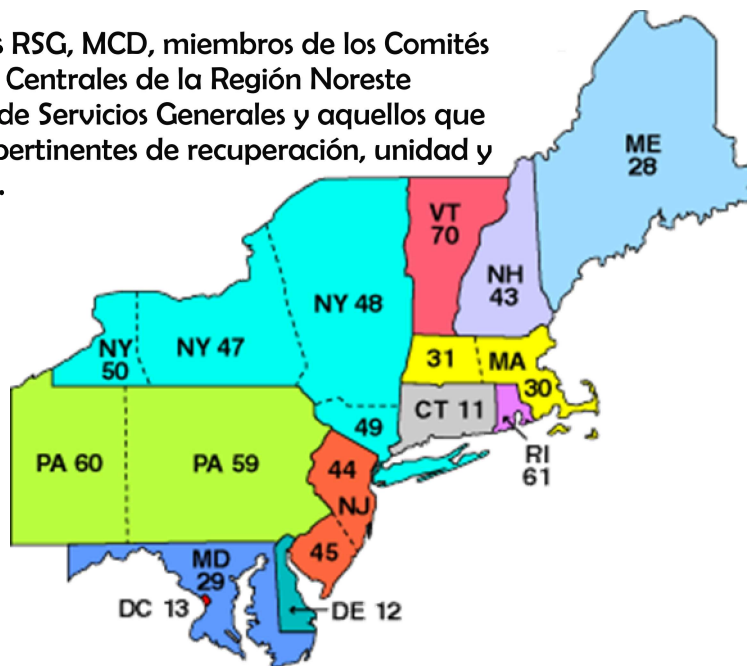 s RSG, MCD, miembros de los Comités
Centrales de la Región Noreste
de Servicios Generales y aquellos que
pertinentes de recuperación, unidad y
.
ME
28
VT
70
NH
43
NY 48
NY 47
NY
50
31
MA
30
CT 11
49
RI
61
PA 60
PA 59
44
NJ
45
MD
29
DC 13
DE 12